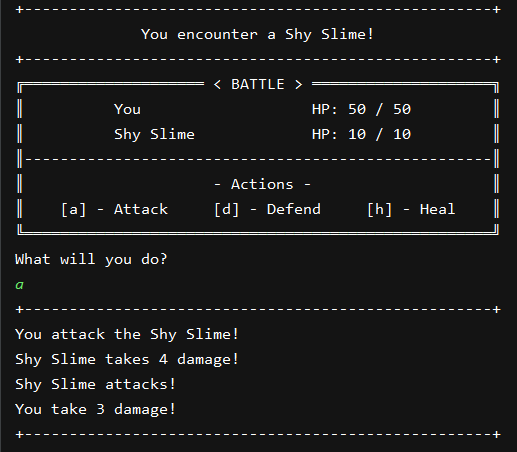 +----------------------------------------------------+
You encounter a Shy Slime!
+----------------------------------------------------+
╔════════════════════ < BATTLE > ════════════════════╗
║          You                   HP: 50 / 50         ║
║          Shy Slime             HP: 10 / 10         ║
║----------------------------------------------------║
║                     - Actions -                    ║
║    [a] - Attack     [d] - Defend     [h] - Heal    ║
╚════════════════════════════════════════════════════╝
What will you do?
a
+----------------------------------------------------+
You attack the Shy Slime!
Shy Slime takes 4 damage!
Shy Slime attacks!
You take 3 damage!
+----------------------------------------------------+